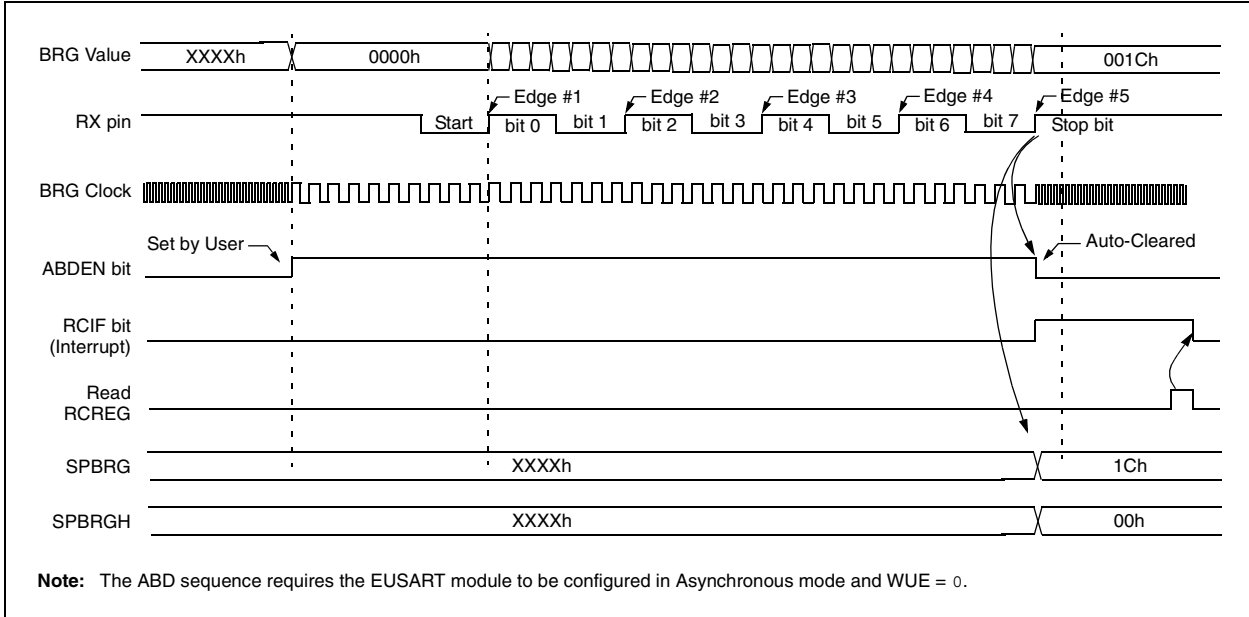 BRG Value XXXXh 0000h 001Ch
Edge #1 Edge #2 Edge #3 Edge #4 Edge #5
RX pin Start bit 0 bit 1 bit 2 bit 3 bit 4 bit 5 bit 6 bit 7 Stop bit
BRG Clock
Set by User Auto-Cleared
ABDEN bit
RCIF bit
(Interrupt)
Read
RCREG
SPBRG XXXXh 1Ch
SPBRGH XXXXh 00h
Note: The ABD sequence requires the EUSART module to be configured in Asynchronous mode and WUE = 0.